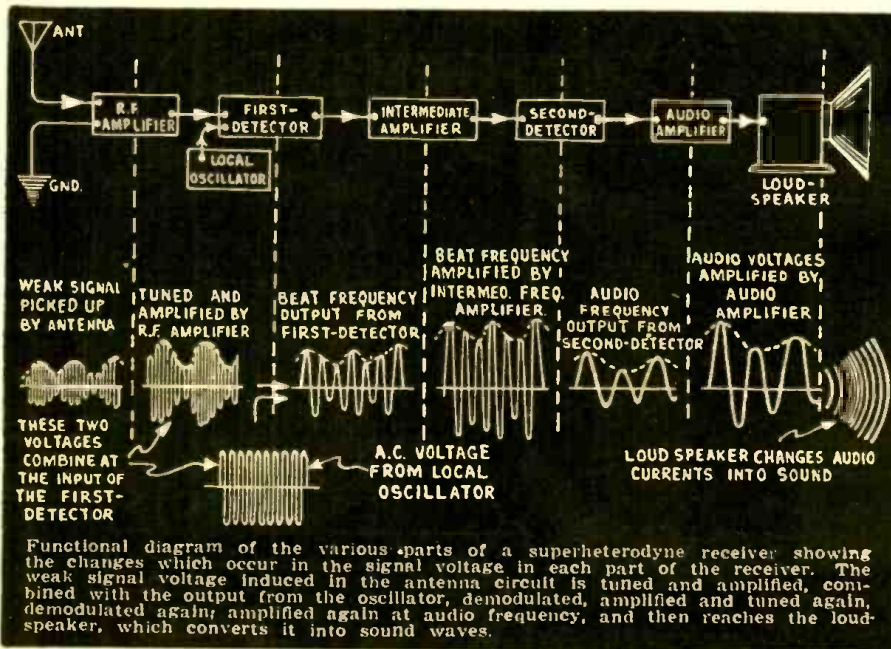 ANT
R.F. AMPLIFIER
FIRST-
DETECTOR
INTERMEDIATE
AMPLIFIER
SECOND-
DETECTOR
AUDIO
AMPLIFIER
LOCAL
OSCILLATOR
GND.
LOUD-
SPEAKER
WEAK SIGNAL
PICKED UP
BY ANTENNA
TUNED AND
AMPLIFIED BY
R.F. AMPLIFIER
BEAT FREQUENCY
OUTPUT FROM
FIRST-DETECTOR
BEAT FREQUENCY
AMPLIFIED BY
INTERMED. FREQ.
AMPLIFIER
AUDIO
FREQUENCY
OUTPUT FROM
SECOND-DETECTOR
AUDIO VOLTAGES
AMPLIFIED BY
AUDIO
AMPLIFIER
THESE TWO
VOLTAGES
COMBINE AT
THE INPUT OF
THE FIRST-
DETECTOR
A.C. VOLTAGE
FROM LOCAL
OSCILLATOR
LOUD SPEAKER CHANGES AUDIO
CURRENTS INTO SOUND
Functional diagram of the various parts of a superheterodyne receiver showing
the changes which occur in the signal voltage in each part of the receiver. The
weak signal voltage induced in the antenna circuit is tuned and amplified, com-
bined with the output from the oscillator, demodulated, amplified and tuned again,
demodulated again; amplified again at audio frequency, and then reaches the loud-
speaker, which converts it into sound waves.